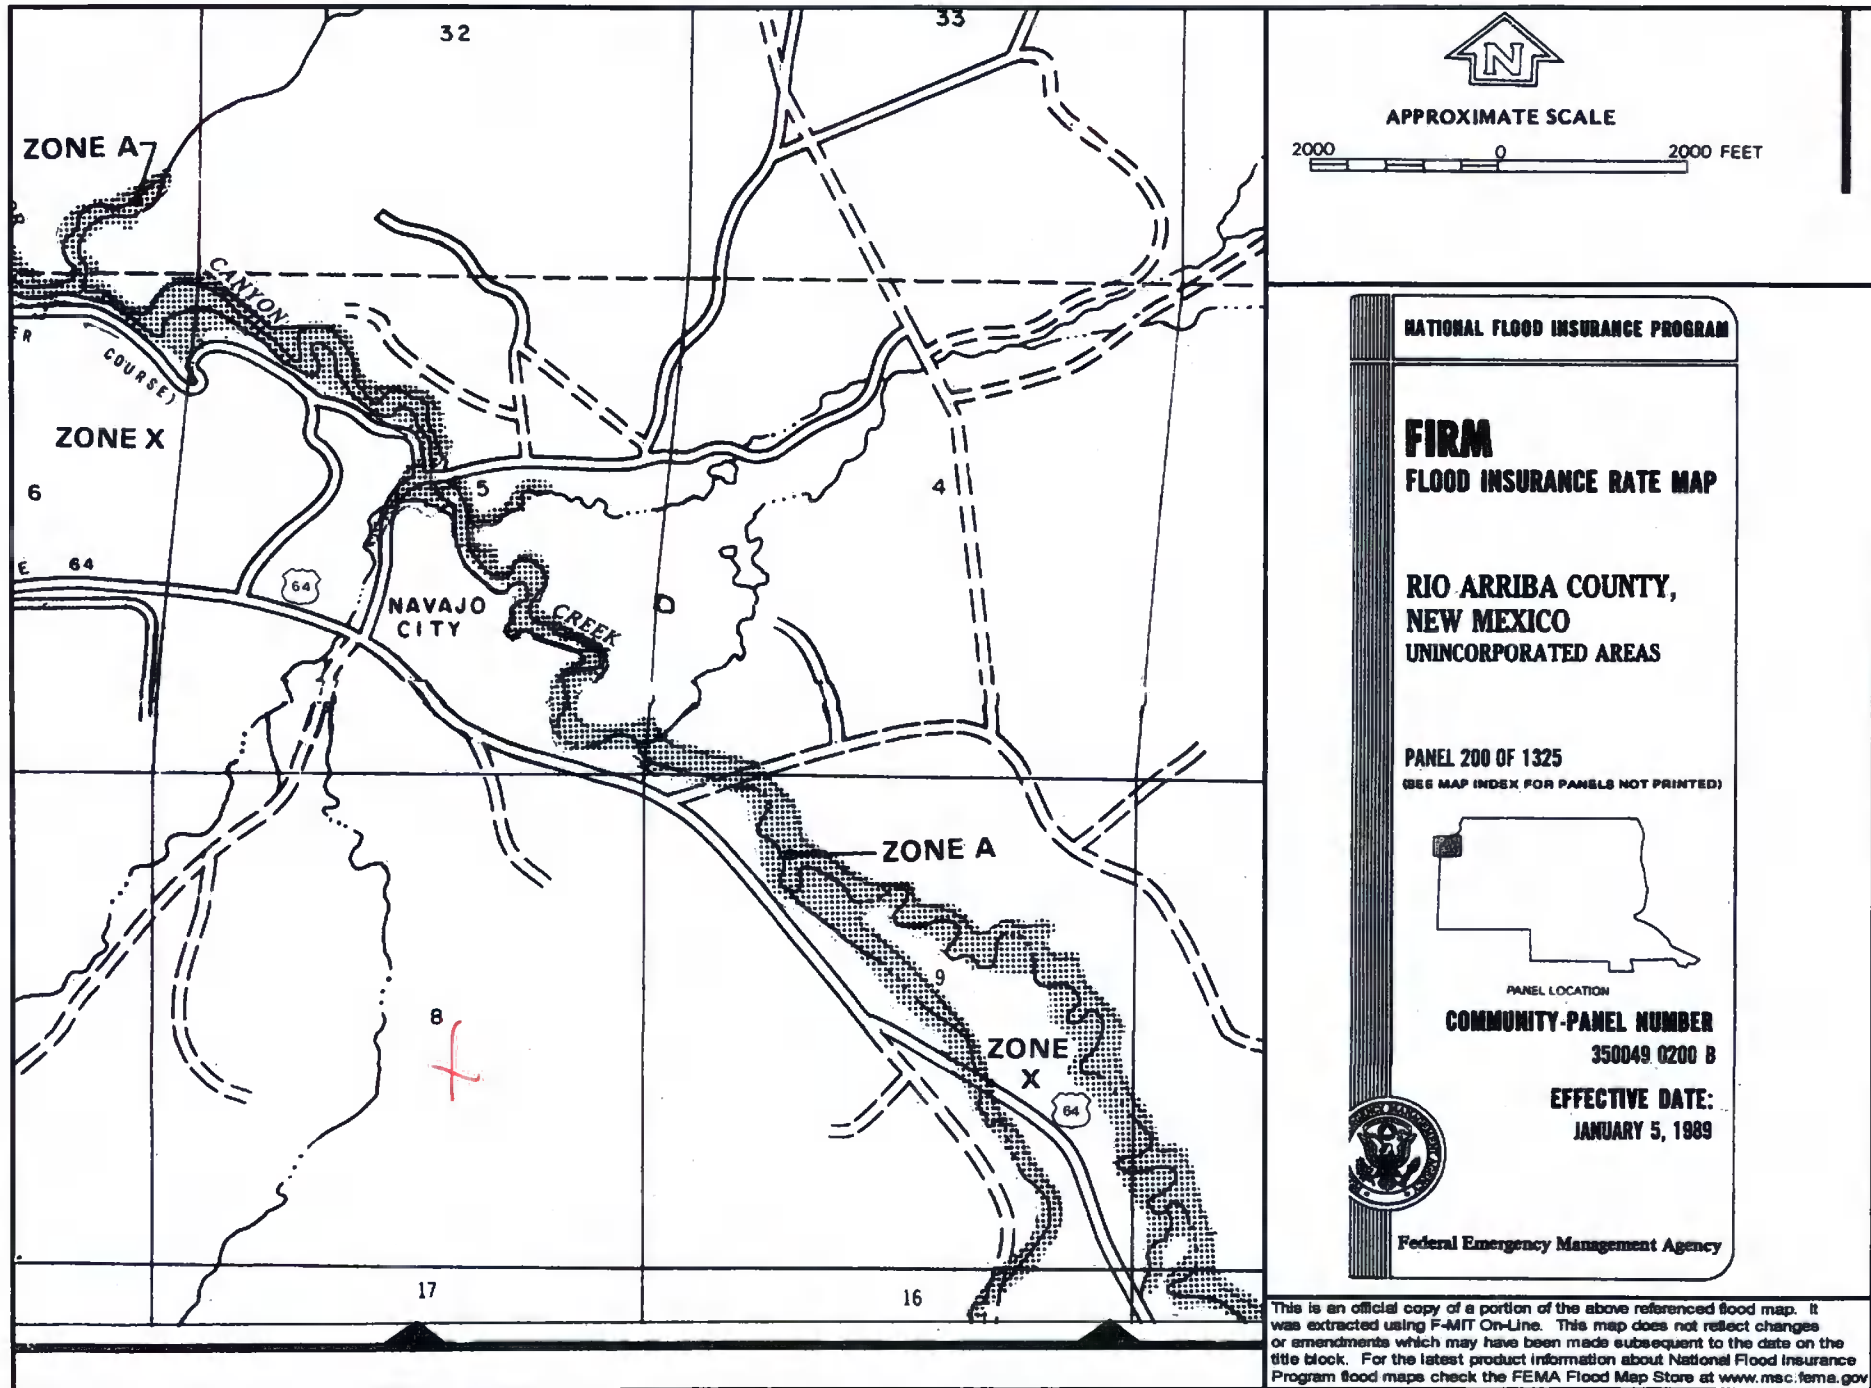 32
33
ZONE A
CANYON
COURSE)
ER
ZONE X
6
5
4
E 64
64
NAVAJO
CITY
CREEK
ZONE A
9
8
ZONE
X
64
17
16
N
APPROXIMATE SCALE
2000 0 2000 FEET
NATIONAL FLOOD INSURANCE PROGRAM
FIRM
FLOOD INSURANCE RATE MAP
RIO ARRIBA COUNTY,
NEW MEXICO
UNINCORPORATED AREAS
PANEL 200 OF 1325
(SEE MAP INDEX FOR PANELS NOT PRINTED)
PANEL LOCATION
COMMUNITY-PANEL NUMBER
350049 0200 B
EFFECTIVE DATE:
JANUARY 5, 1989
Federal Emergency Management Agency
This is an official copy of a portion of the above referenced flood map. It
was extracted using F-MIT On-Line. This map does not reflect changes
or amendments which may have been made subsequent to the date on the
title block. For the latest product information about National Flood Insurance
Program flood maps check the FEMA Flood Map Store at www.msc.fema.gov